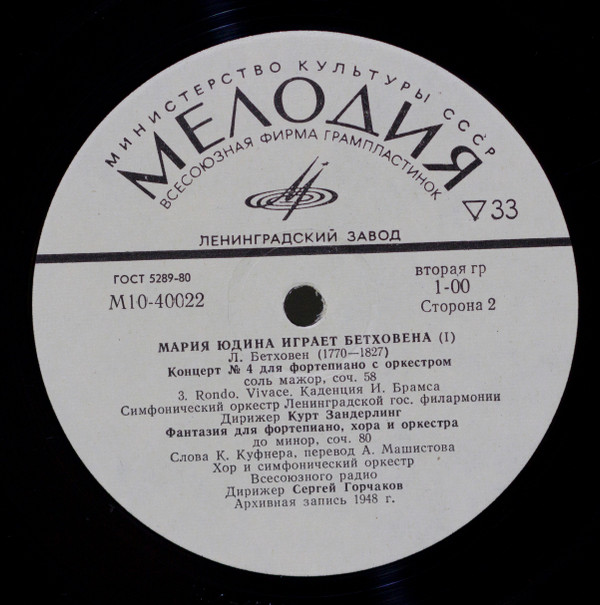 МИНИСТЕРСТВО КУЛЬТУРЫ СССР
МЕЛОДИЯ
ВСЕСОЮЗНАЯ ФИРМА ГРАМПЛАСТИНОК
▽33
ЛЕНИНГРАДСКИЙ ЗАВОД
ГОСТ 5289-80
М10-40022
вторая гр
1-00
Сторона 2
МАРИЯ ЮДИНА ИГРАЕТ БЕТХОВЕНА (I)
Л. Бетховен (1770—1827)
Концерт № 4 для фортепиано с оркестром
соль мажор, соч. 58
3. Rondo. Vivace. Каденция И. Брамса
Симфонический оркестр Ленинградской гос. филармонии
Дирижер Курт Зандерлинг
Фантазия для фортепиано, хора и оркестра
до минор, соч. 80
Слова К. Куфнера, перевод А. Машистова
Хор и симфонический оркестр
Всесоюзного радио
Дирижер Сергей Горчаков
Архивная запись 1948 г.